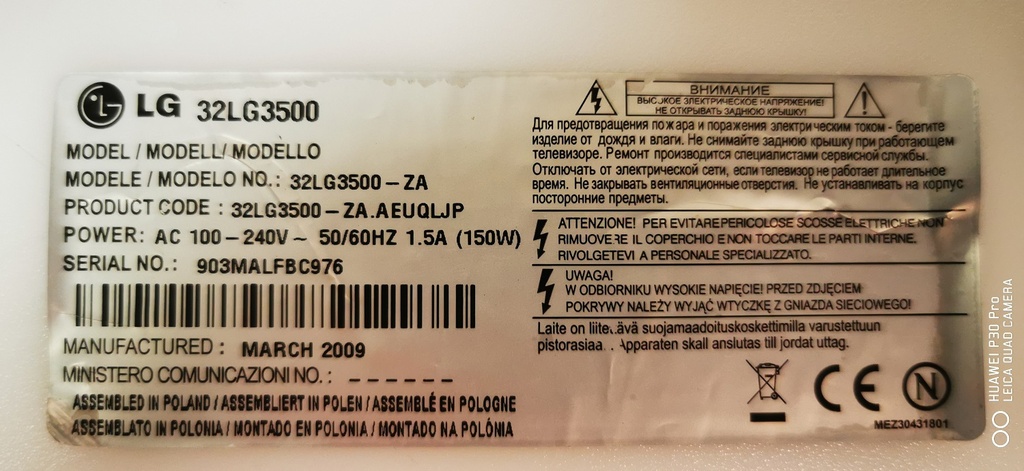 LG 32LG3500
MODEL / MODELL/ MODELLO
MODELE / MODELO NO.: 32LG3500-ZA
PRODUCT CODE : 32LG3500-ZA.AEUQLJP
POWER: AC 100-240V~ 50/60HZ 1.5A (150W)
SERIAL NO.: 903MALFBC976
MANUFACTURED : MARCH 2009
MINISTERO COMUNICAZIONI NO. : ------
ASSEMBLED IN POLAND / ASSEMBLIERT IN POLEN / ASSEMBLÉ EN POLOGNE
ASSEMBLATO IN POLONIA / MONTADO EN POLONIA / MONTADO NA POLÓNIA
ВНИМАНИЕ
ВЫСОКОЕ ЭЛЕКТРИЧЕСКОЕ НАПРЯЖЕНИЕ!
НЕ ОТКРЫВАТЬ ЗАДНЮЮ КРЫШКУ!
Для предотвращения пожара и поражения электрическим током - берегите
изделие от дождя и влаги. Не снимайте заднюю крышку при работающем
телевизоре. Ремонт производится специалистами сервисной службы.
Отключать от электрической сети, если телевизор не работает длительное
время. Не закрывать вентиляционные отверстия. Не устанавливать на корпус
посторонние предметы.
ATTENZIONE! PER EVITARE PERICOLOSE SCOSSE ELETTRICHE NON
RIMUOVERE IL COPERCHIO E NON TOCCARE LE PARTI INTERNE.
RIVOLGETEVI A PERSONALE SPECIALIZZATO.
UWAGA!
W ODBIORNIKU WYSOKIE NAPIĘCIE! PRZED ZDJĘCIEM
POKRYWY NALEŻY WYJĄĆ WTYCZKĘ Z GNIAZDA SIECIOWEGO!
Laite on liitettävä suojamaadoituskoskettimilla varustettuun
pistorasiaan. Apparaten skall anslutas till jordat uttag.
CE N
MEZ30431801
HUAWEI P30 Pro
LEICA QUAD CAMERA